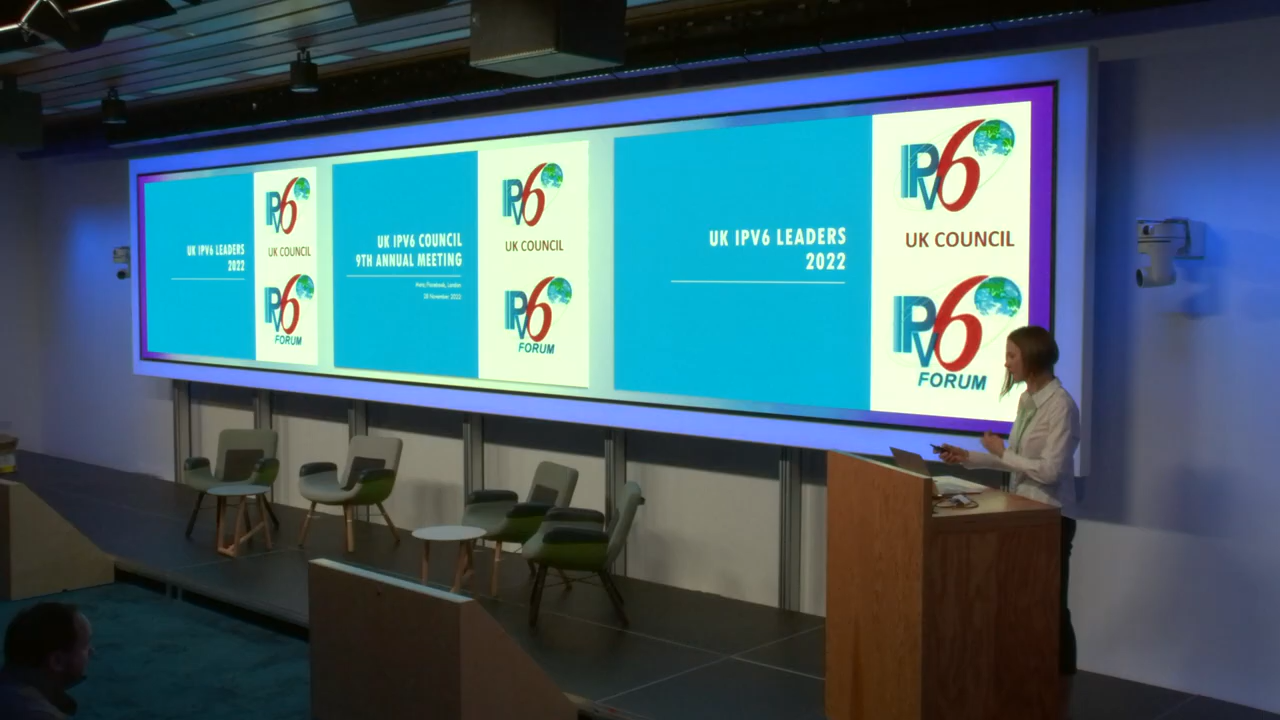 UK IPV6 LEADERS
2022
IPV6
UK COUNCIL
IPV6
FORUM
UK IPV6 COUNCIL
9TH ANNUAL MEETING
IPV6
UK COUNCIL
IPV6
FORUM
UK IPV6 LEADERS
2022
IPV6
UK COUNCIL
IPV6
FORUM